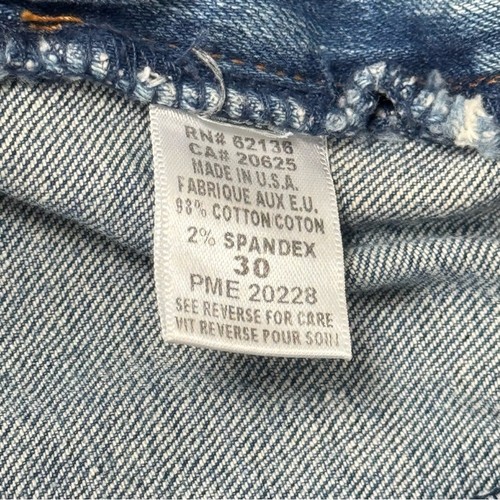 RN# 62136
CA# 20625
MADE IN U.S.A.
FABRIQUE AUX E.U.
98% COTTON/COTON
2% SPANDEX
30
PME 20228
SEE REVERSE FOR CARE
VIT REVERSE POUR SOIN